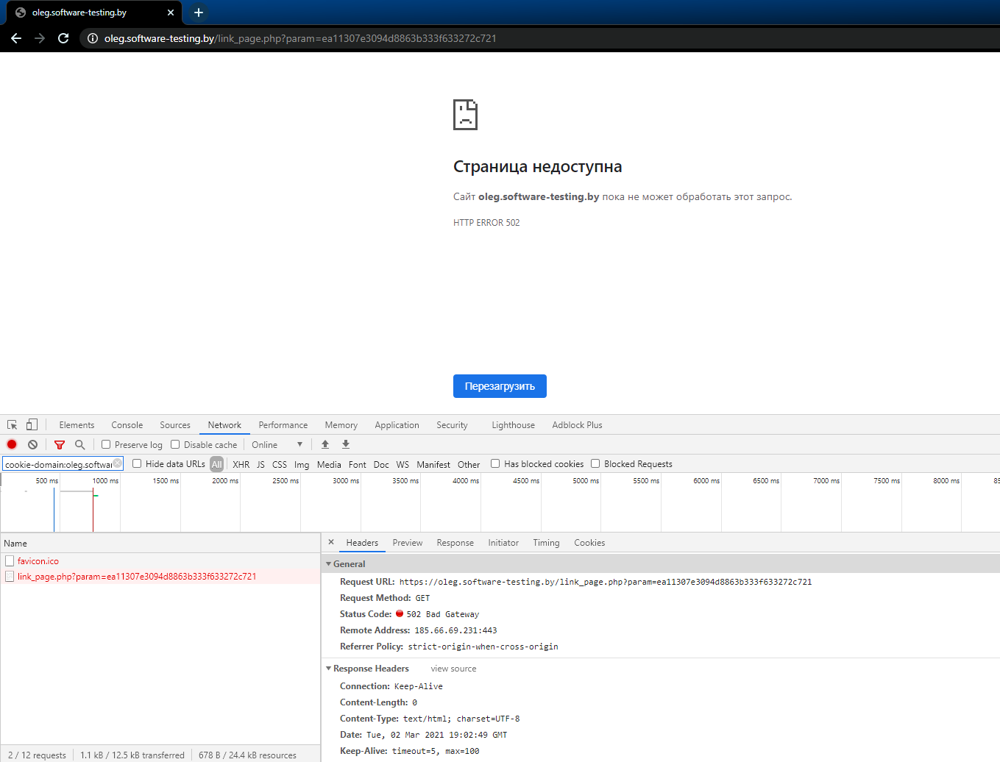 oleg.software-testing.by
oleg.software-testing.by/link_page.php?param=ea11307e3094d8863b333f633272c721
Страница недоступна
Сайт oleg.software-testing.by пока не может обработать этот запрос.
HTTP ERROR 502
Перезагрузить
Elements Console Sources Network Performance Memory Application Security Lighthouse Adblock Plus
Preserve log Disable cache Online
cookie-domain:oleg.softwar Hide data URLs All XHR JS CSS Img Media Font Doc WS Manifest Other Has blocked cookies Blocked Requests
500 ms 1000 ms 1500 ms 2000 ms 2500 ms 3000 ms 3500 ms 4000 ms 4500 ms 5000 ms 5500 ms 6000 ms 6500 ms 7000 ms 7500 ms 8000 ms 85
Name
favicon.ico
link_page.php?param=ea11307e3094d8863b333f633272c721
2 / 12 requests 1.1 kB / 12.5 kB transferred 678 B / 24.4 kB resources
Headers Preview Response Initiator Timing Cookies
General
Request URL: https://oleg.software-testing.by/link_page.php?param=ea11307e3094d8863b333f633272c721
Request Method: GET
Status Code: 502 Bad Gateway
Remote Address: 185.66.69.231:443
Referrer Policy: strict-origin-when-cross-origin
Response Headers view source
Connection: Keep-Alive
Content-Length: 0
Content-Type: text/html; charset=UTF-8
Date: Tue, 02 Mar 2021 19:02:49 GMT
Keep-Alive: timeout=5, max=100